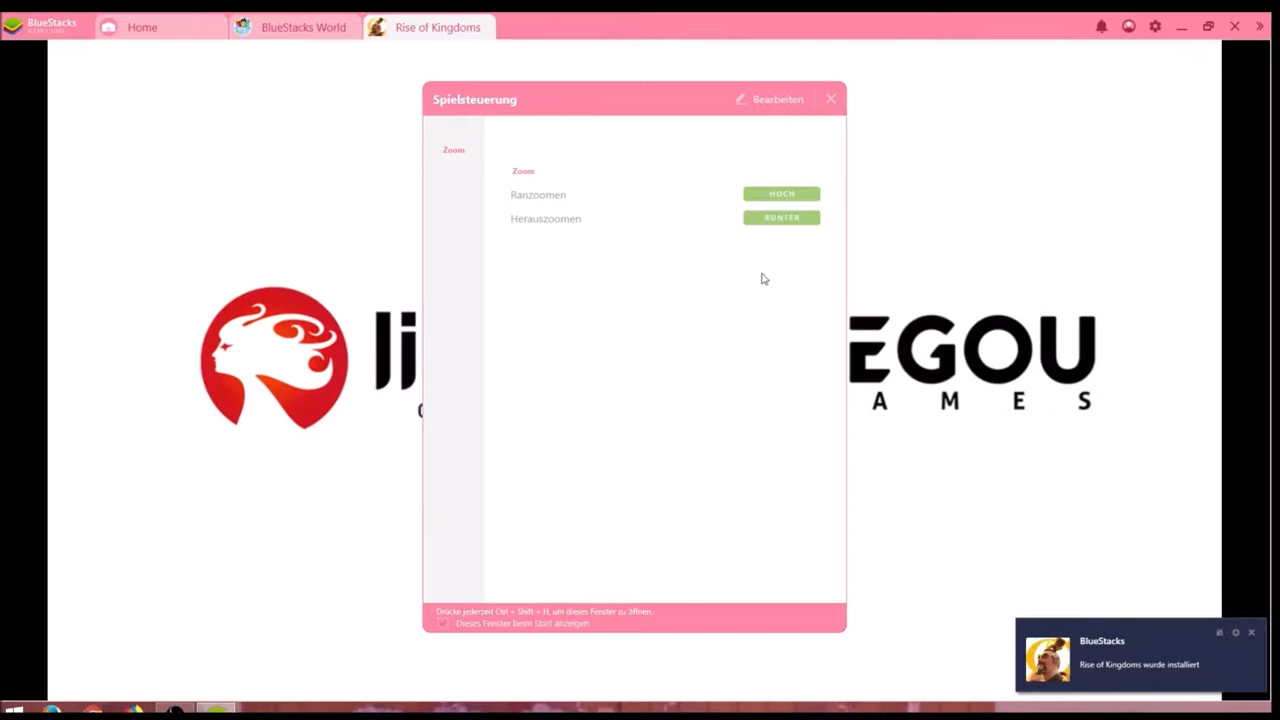 BlueStacks
Home
BlueStacks World
Rise of Kingdoms
Spielsteuerung
Bearbeiten
Zoom
Zoom
Ranzoomen
HOCH
Herauszoomen
RUNTER
li
EGOU
A M E S
Drücke jederzeit Ctrl + Shift + H, um dieses Fenster zu öffnen.
Dieses Fenster beim Start anzeigen
BlueStacks
Rise of Kingdoms wurde installiert